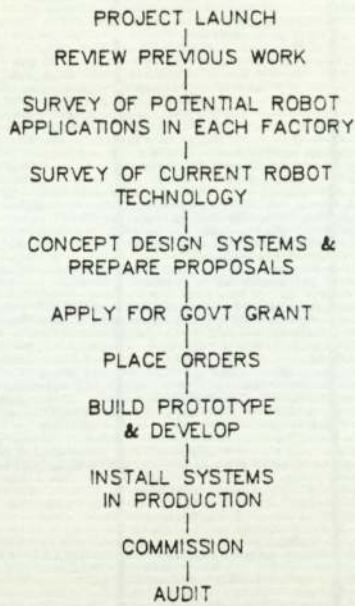 PROJECT LAUNCH
REVIEW PREVIOUS WORK
SURVEY OF POTENTIAL ROBOT
APPLICATIONS IN EACH FACTORY
SURVEY OF CURRENT ROBOT
TECHNOLOGY
CONCEPT DESIGN SYSTEMS &
PREPARE PROPOSALS
APPLY FOR GOVT GRANT
PLACE ORDERS
BUILD PROTOTYPE
& DEVELOP
INSTALL SYSTEMS
IN PRODUCTION
COMMISSION
AUDIT